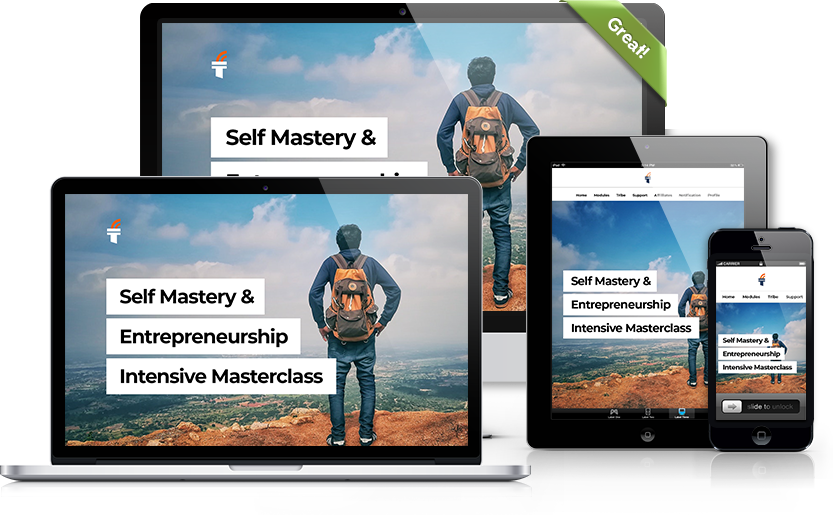 Great!
Self Mastery &
Self Mastery &
Entrepreneurship
Intensive Masterclass
Home Modules Tribe Support Affiliates Notification Profile
Self Mastery &
Entrepreneurship
Intensive Masterclass
CARRIER
Home Modules Tribe Support
Self Mastery &
Entrepreneurship
Intensive Masterclass
slide to unlock